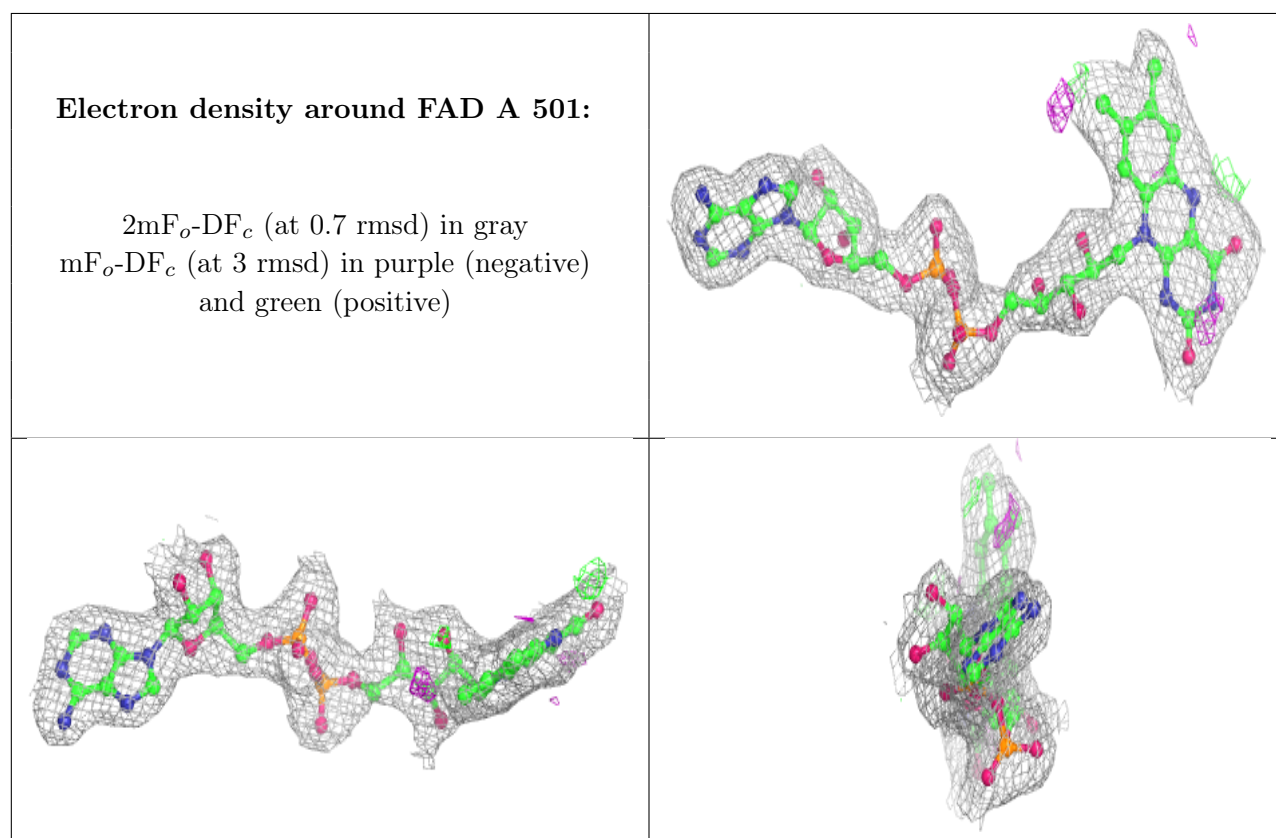 Electron density around FAD A 501:
2mFo-DFc (at 0.7 rmsd) in gray
mFo-DFc (at 3 rmsd) in purple (negative)
and green (positive)